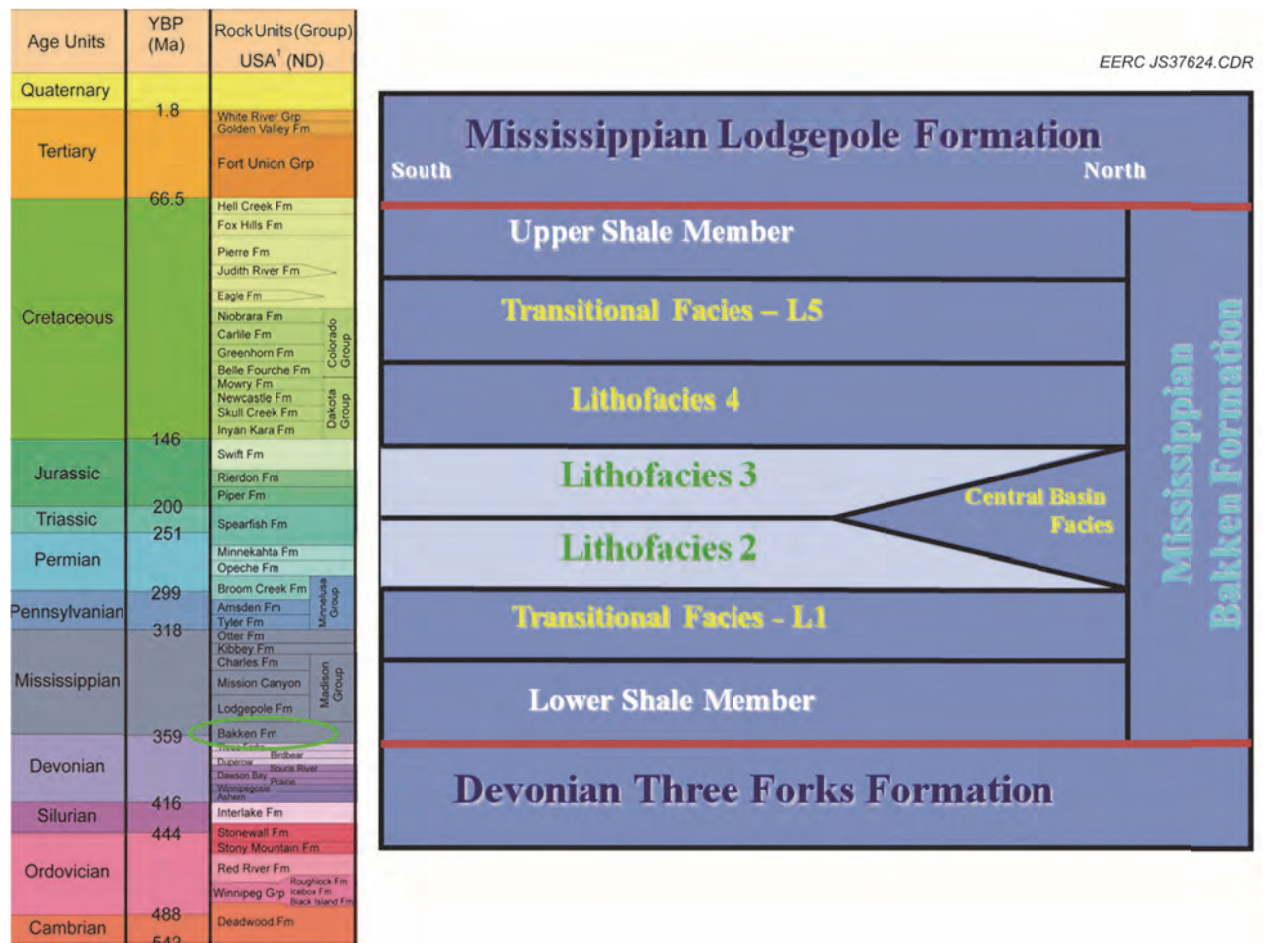 Age Units
YBP
(Ma)
Rock Units (Group)
USA† (ND)
Quaternary
1.8
White River Grp
Golden Valley Fm
Tertiary
Fort Union Grp
66.5
Hell Creek Fm
Fox Hills Fm
Pierre Fm
Judith River Fm
Eagle Fm
Cretaceous
Niobrara Fm
Carlile Fm
Greenhorn Fm
Belle Fourche Fm
Colorado
Group
Mowry Fm
Newcastle Fm
Skull Creek Fm
Inyan Kara Fm
Dakota
Group
146
Swift Fm
Jurassic
Rierdon Fm
Piper Fm
200
Triassic
Spearfish Fm
251
Permian
Minnekahta Fm
Opeche Fm
299
Broom Creek Fm
Pennsylvanian
Amsden Fm
Tyler Fm
Minnelusa
Group
318
Otter Fm
Kibbey Fm
Mississippian
Charles Fm
Mission Canyon
Lodgepole Fm
Madison
Group
Bakken Fm
359
Three Forks
Birdbear
Devonian
Duperow
Souris River
Dawson Bay
Prairie
Winnipegosis
Ashern
416
Silurian
Interlake Fm
444
Stonewall Fm
Stony Mountain Fm
Ordovician
Red River Fm
Winnipeg Grp
Roughlock Fm
Icebox Fm
Black Island Fm
488
Cambrian
Deadwood Fm
542
EERC JS37624.CDR
Mississippian Lodgepole Formation
South
North
Upper Shale Member
Transitional Facies – L5
Lithofacies 4
Lithofacies 3
Central Basin
Facies
Lithofacies 2
Transitional Facies - L1
Lower Shale Member
Mississippian
Bakken Formation
Devonian Three Forks Formation